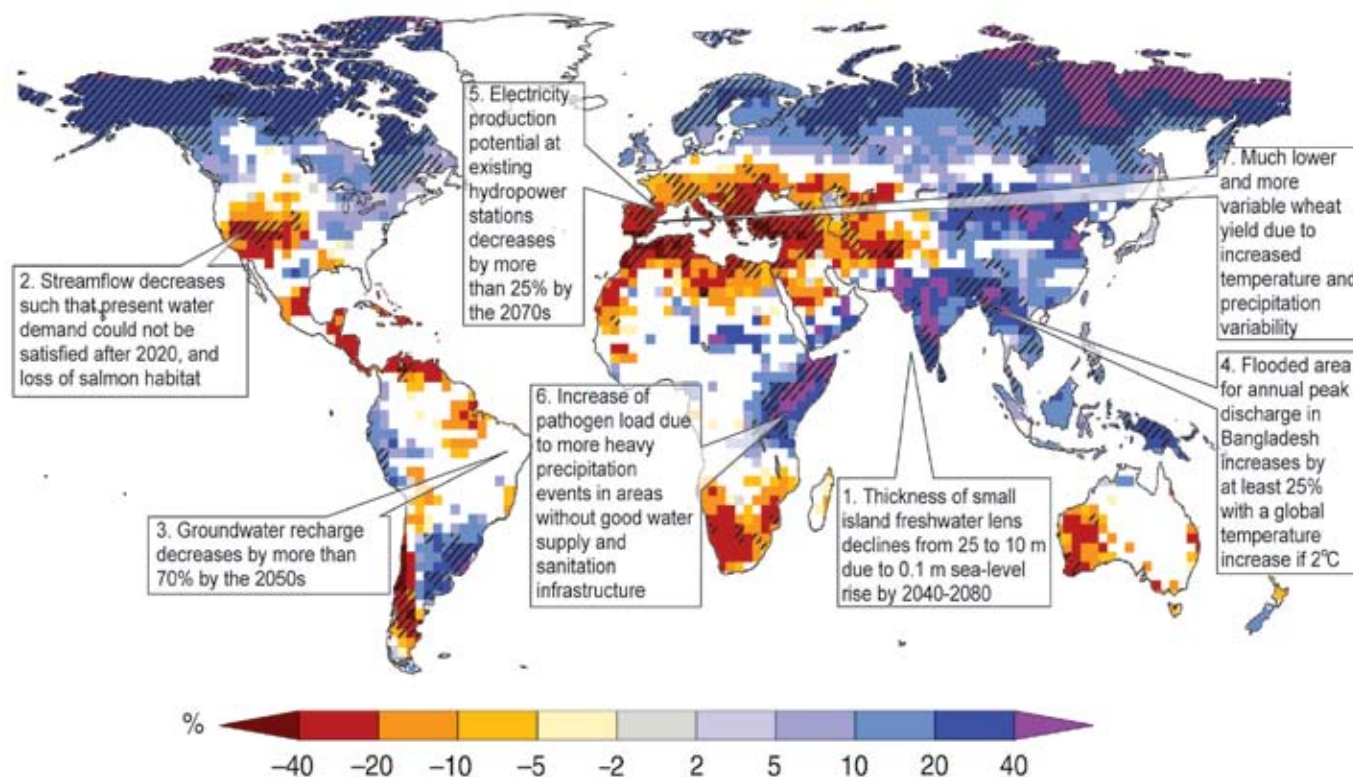 5. Electricity
production
potential at
existing
hydropower
stations
decreases
by more
than 25% by
the 2070s
7. Much lower
and more
variable wheat
yield due to
increased
temperature and
precipitation
variability
2. Streamflow decreases
such that present water
demand could not be
satisfied after 2020, and
loss of salmon habitat
4. Flooded area
for annual peak
discharge in
Bangladesh
increases by
at least 25%
with a global
temperature
increase if 2°C
6. Increase of
pathogen load due
to more heavy
precipitation
events in areas
without good water
supply and
sanitation
infrastructure
1. Thickness of small
island freshwater lens
declines from 25 to 10 m
due to 0.1 m sea-level
rise by 2040-2080
3. Groundwater recharge
decreases by more than
70% by the 2050s
%
–40 –20 –10 –5 –2 2 5 10 20 40